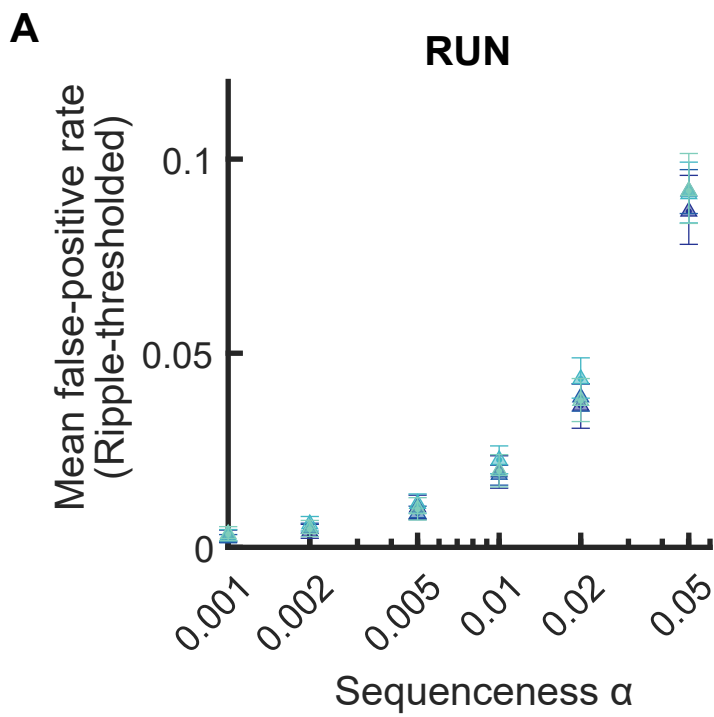 A
RUN
Mean false-positive rate
(Ripple-thresholded)
0.1
0.05
0
0.001
0.002
0.005
0.01
0.02
0.05
Sequenceness α